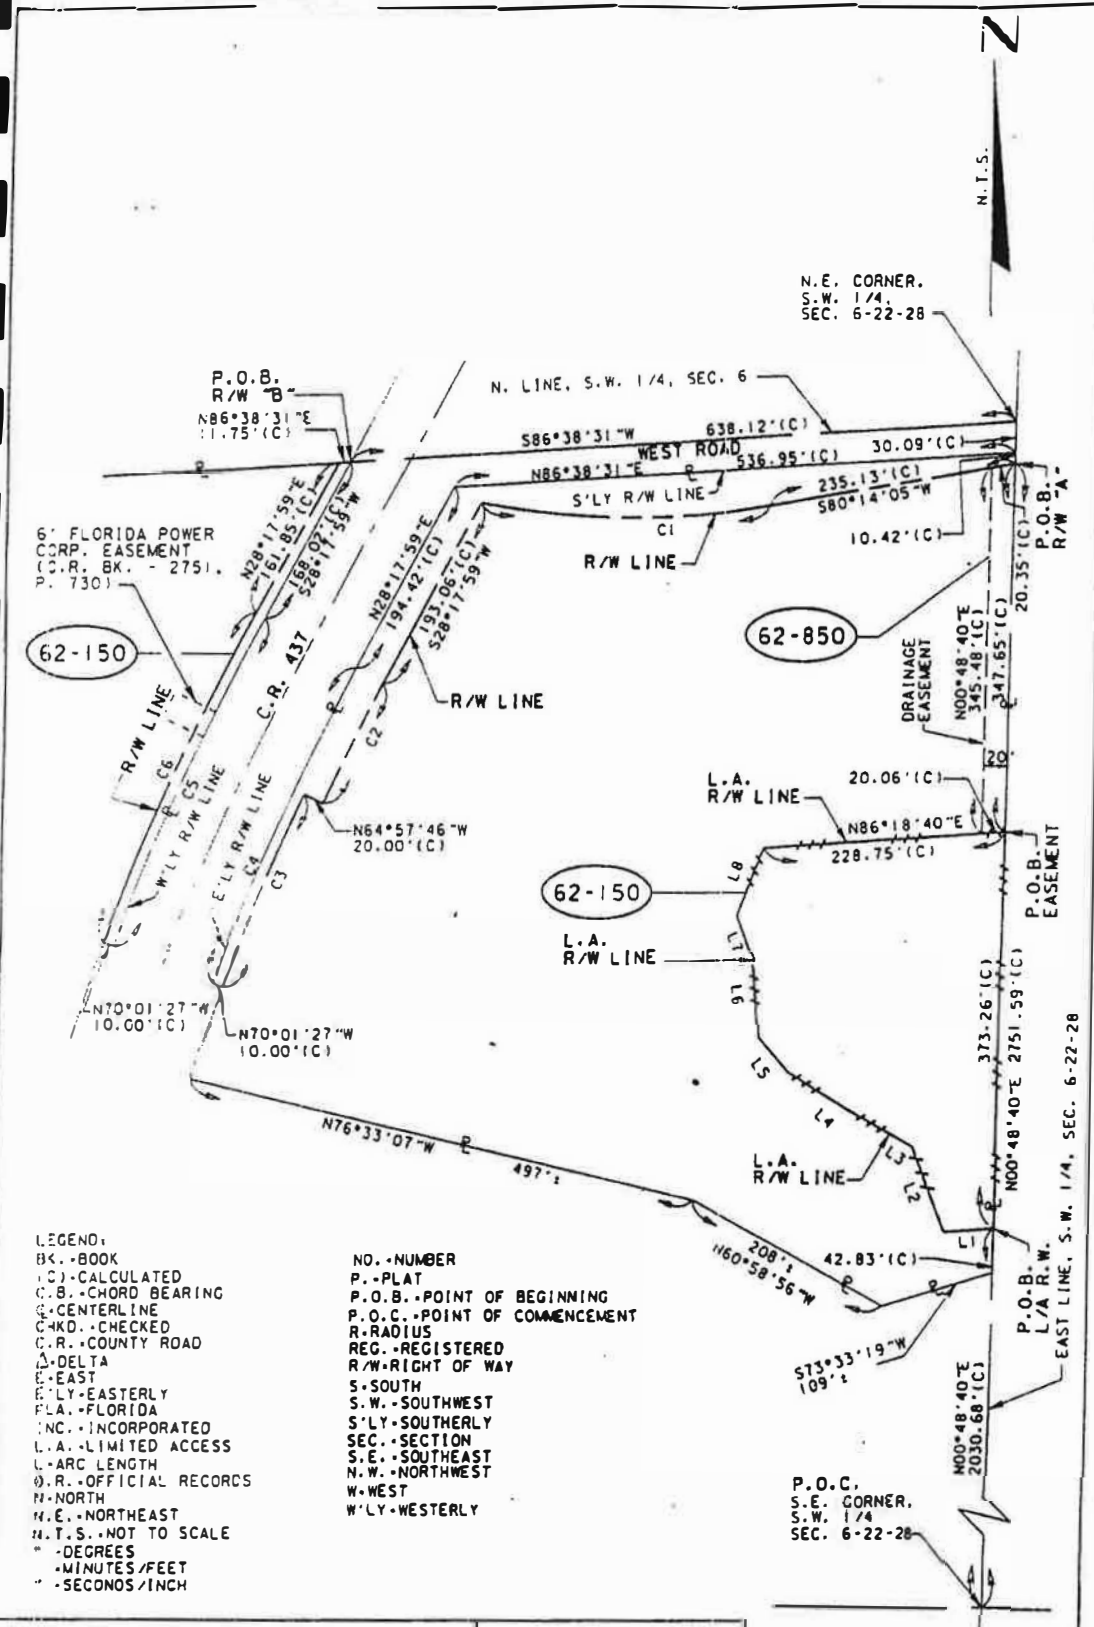 N
N.T.S.
N.E. CORNER,
S.W. 1/4,
SEC. 6-22-28
P.O.B.
R/W "B"
N86°38'31"E
11.75'(C)
N. LINE, S.W. 1/4, SEC. 6
S86°38'31"W
638.12'(C)
WEST ROAD
30.09'(C)
N86°38'31"E
536.95'(C)
S'LY R/W LINE
235.13'(C)
S80°14'05"W
C1
R/W LINE
10.42'(C)
P.O.B.
R/W "A"
20.35'(C)
6' FLORIDA POWER
CORP. EASEMENT
(O.R. BK. - 2751,
P. 730)
N28°17'59"E
161.85'(C)
168.02'(C)
S28°17'59"W
N28°17'59"E
194.42'(C)
193.06'(C)
S28°17'59"W
62-150
62-850
C.R. 437
R/W LINE
R/W LINE
C2
DRAINAGE
EASEMENT
N00°48'40"E
345.48'(C)
347.65'(C)
20'
C6
C5
W'LY R/W LINE
E'LY R/W LINE
C4
C3
N64°57'46"W
20.00'(C)
L.A.
R/W LINE
20.06'(C)
N86°18'40"E
228.75'(C)
P.O.B.
EASEMENT
62-150
L8
L.A.
R/W LINE
L7
L6
L5
L4
L3
L2
L1
L.A.
R/W LINE
373.26'(C)
N00°48'40"E 2751.59'(C)
N70°01'27"W
10.00'(C)
N70°01'27"W
10.00'(C)
N76°33'07"W
497'±
208'±
N60°58'56"W
42.83'(C)
S73°33'19"W
109'±
P.O.B.
L/A R.W.
EAST LINE, S.W. 1/4, SEC. 6-22-28
N00°48'40"E
2030.68'(C)
P.O.C.
S.E. CORNER,
S.W. 1/4
SEC. 6-22-28
LEGEND:
BK.-BOOK
(C)-CALCULATED
C.B.-CHORD BEARING
℄-CENTERLINE
CHKD.-CHECKED
C.R.-COUNTY ROAD
Δ-DELTA
E-EAST
E'LY-EASTERLY
FLA.-FLORIDA
INC.-INCORPORATED
L.A.-LIMITED ACCESS
L-ARC LENGTH
O.R.-OFFICIAL RECORDS
N-NORTH
N.E.-NORTHEAST
N.T.S.-NOT TO SCALE
° -DEGREES
' -MINUTES/FEET
" -SECONDS/INCH
NO.-NUMBER
P.-PLAT
P.O.B.-POINT OF BEGINNING
P.O.C.-POINT OF COMMENCEMENT
R-RADIUS
REG.-REGISTERED
R/W-RIGHT OF WAY
S-SOUTH
S.W.-SOUTHWEST
S'LY-SOUTHERLY
SEC.-SECTION
S.E.-SOUTHEAST
N.W.-NORTHWEST
W-WEST
W'LY-WESTERLY